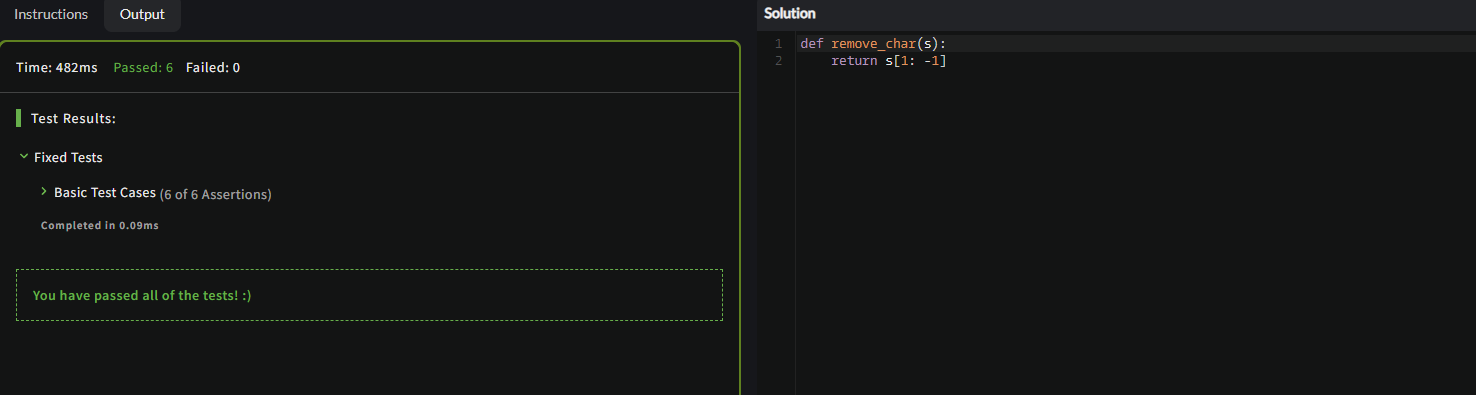 Instructions Output
Time: 482ms Passed: 6 Failed: 0
Test Results:
Fixed Tests
Basic Test Cases (6 of 6 Assertions)
Completed in 0.09ms
You have passed all of the tests! :)
Solution
1 def remove_char(s):
2     return s[1: -1]